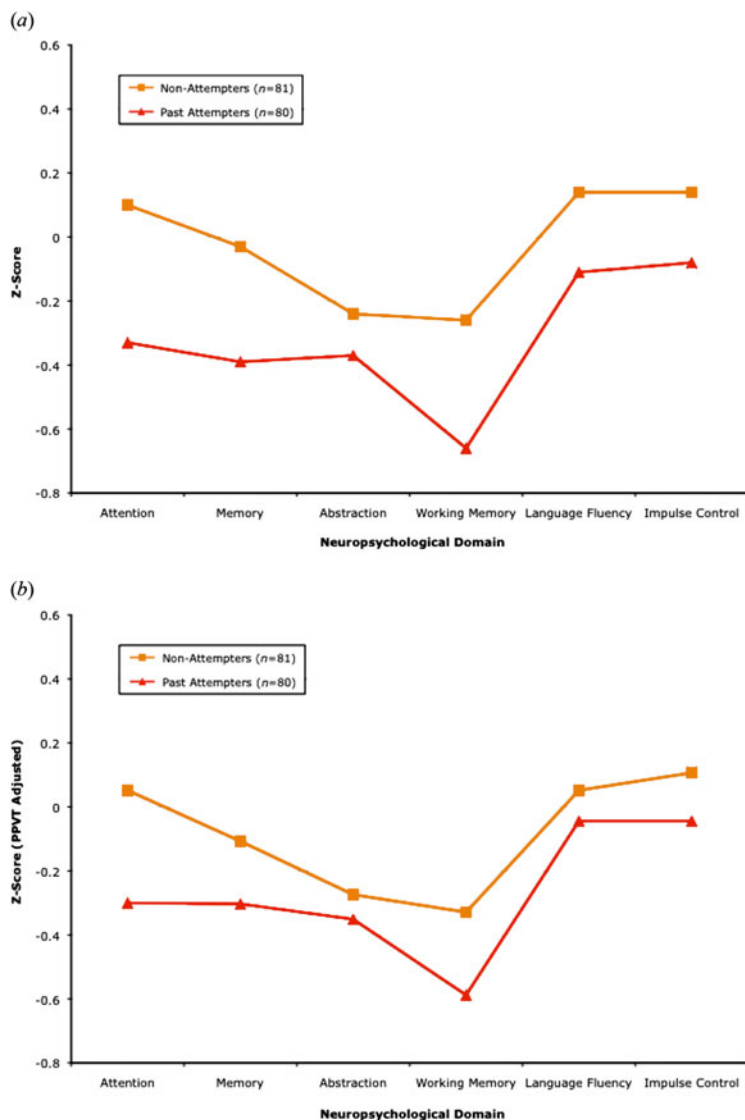 (a)
0.6
0.4
0.2
0
-0.2
-0.4
-0.6
-0.8
Z-Score
Non-Attempters (n=81)
Past Attempters (n=80)
Attention Memory Abstraction Working Memory Language Fluency Impulse Control
Neuropsychological Domain
(b)
0.6
0.4
0.2
0
-0.2
-0.4
-0.6
-0.8
Z-Score (PPVT Adjusted)
Non-Attempters (n=81)
Past Attempters (n=80)
Attention Memory Abstraction Working Memory Language Fluency Impulse Control
Neuropsychological Domain